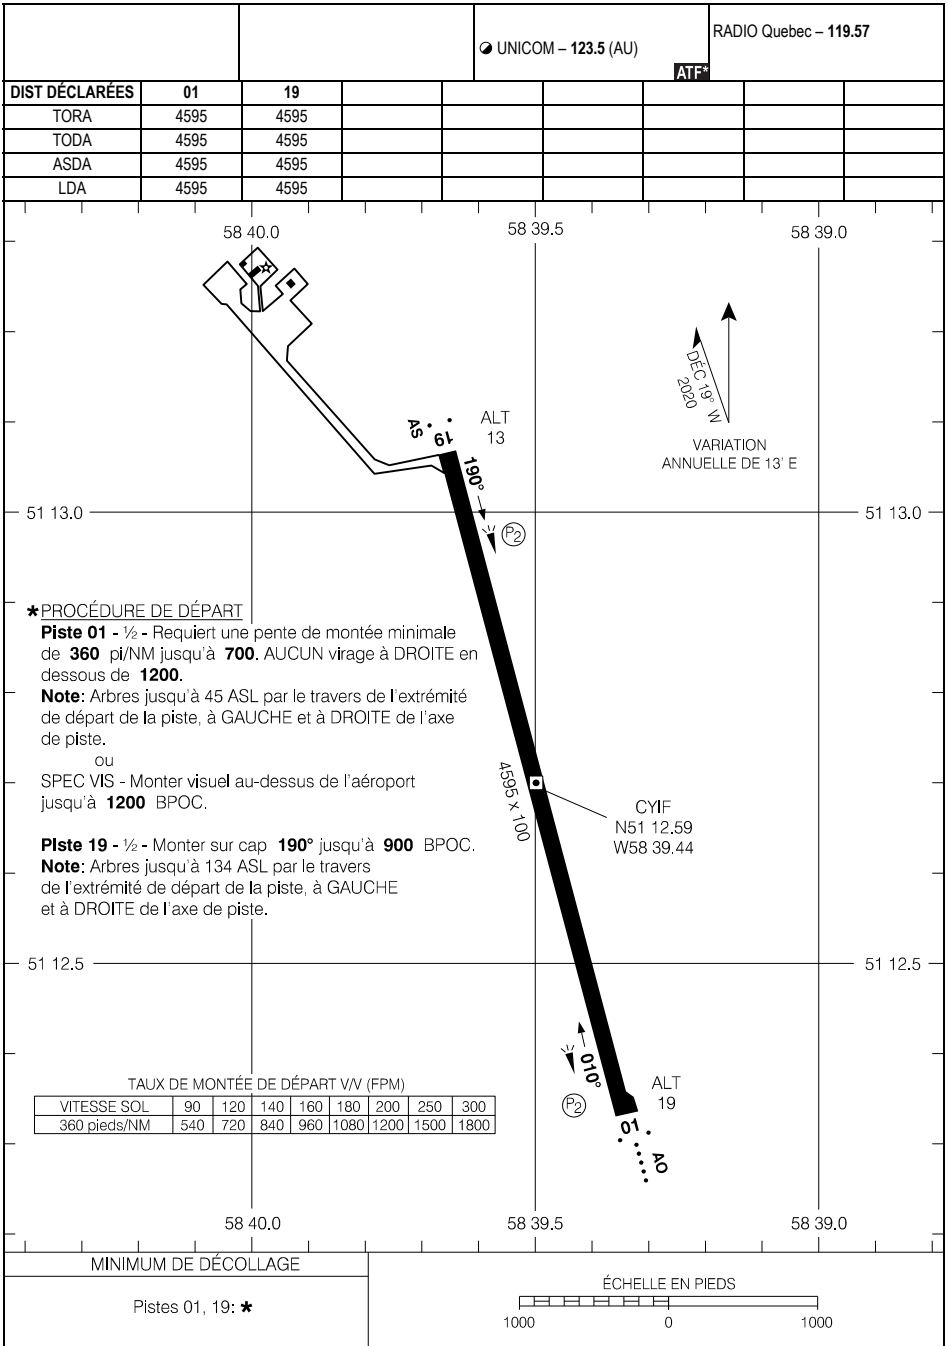 UNICOM – 123.5 (AU)
ATF*
RADIO Quebec – 119.57
DIST DÉCLARÉES 01 19
TORA 4595 4595
TODA 4595 4595
ASDA 4595 4595
LDA 4595 4595
58 40.0 58 39.5 58 39.0
DÉC 19° W
2020
VARIATION
ANNUELLE DE 13' E
AS
19
ALT
13
190°
51 13.0 51 13.0
P2
*PROCÉDURE DE DÉPART
Piste 01 - ½ - Requiert une pente de montée minimale
de 360 pi/NM jusqu'à 700. AUCUN virage à DROITE en
dessous de 1200.
Note: Arbres jusqu'à 45 ASL par le travers de l'extrémité
de départ de la piste, à GAUCHE et à DROITE de l'axe
de piste.
ou
SPEC VIS - Monter visuel au-dessus de l'aéroport
jusqu'à 1200 BPOC.
Piste 19 - ½ - Monter sur cap 190° jusqu'à 900 BPOC.
Note: Arbres jusqu'à 134 ASL par le travers
de l'extrémité de départ de la piste, à GAUCHE
et à DROITE de l'axe de piste.
4595 x 100
CYIF
N51 12.59
W58 39.44
51 12.5 51 12.5
010°
P2
ALT
19
01
AO
TAUX DE MONTÉE DE DÉPART V/V (FPM)
VITESSE SOL 90 120 140 160 180 200 250 300
360 pieds/NM 540 720 840 960 1080 1200 1500 1800
58 40.0 58 39.5 58 39.0
MINIMUM DE DÉCOLLAGE
Pistes 01, 19: *
ÉCHELLE EN PIEDS
1000 0 1000